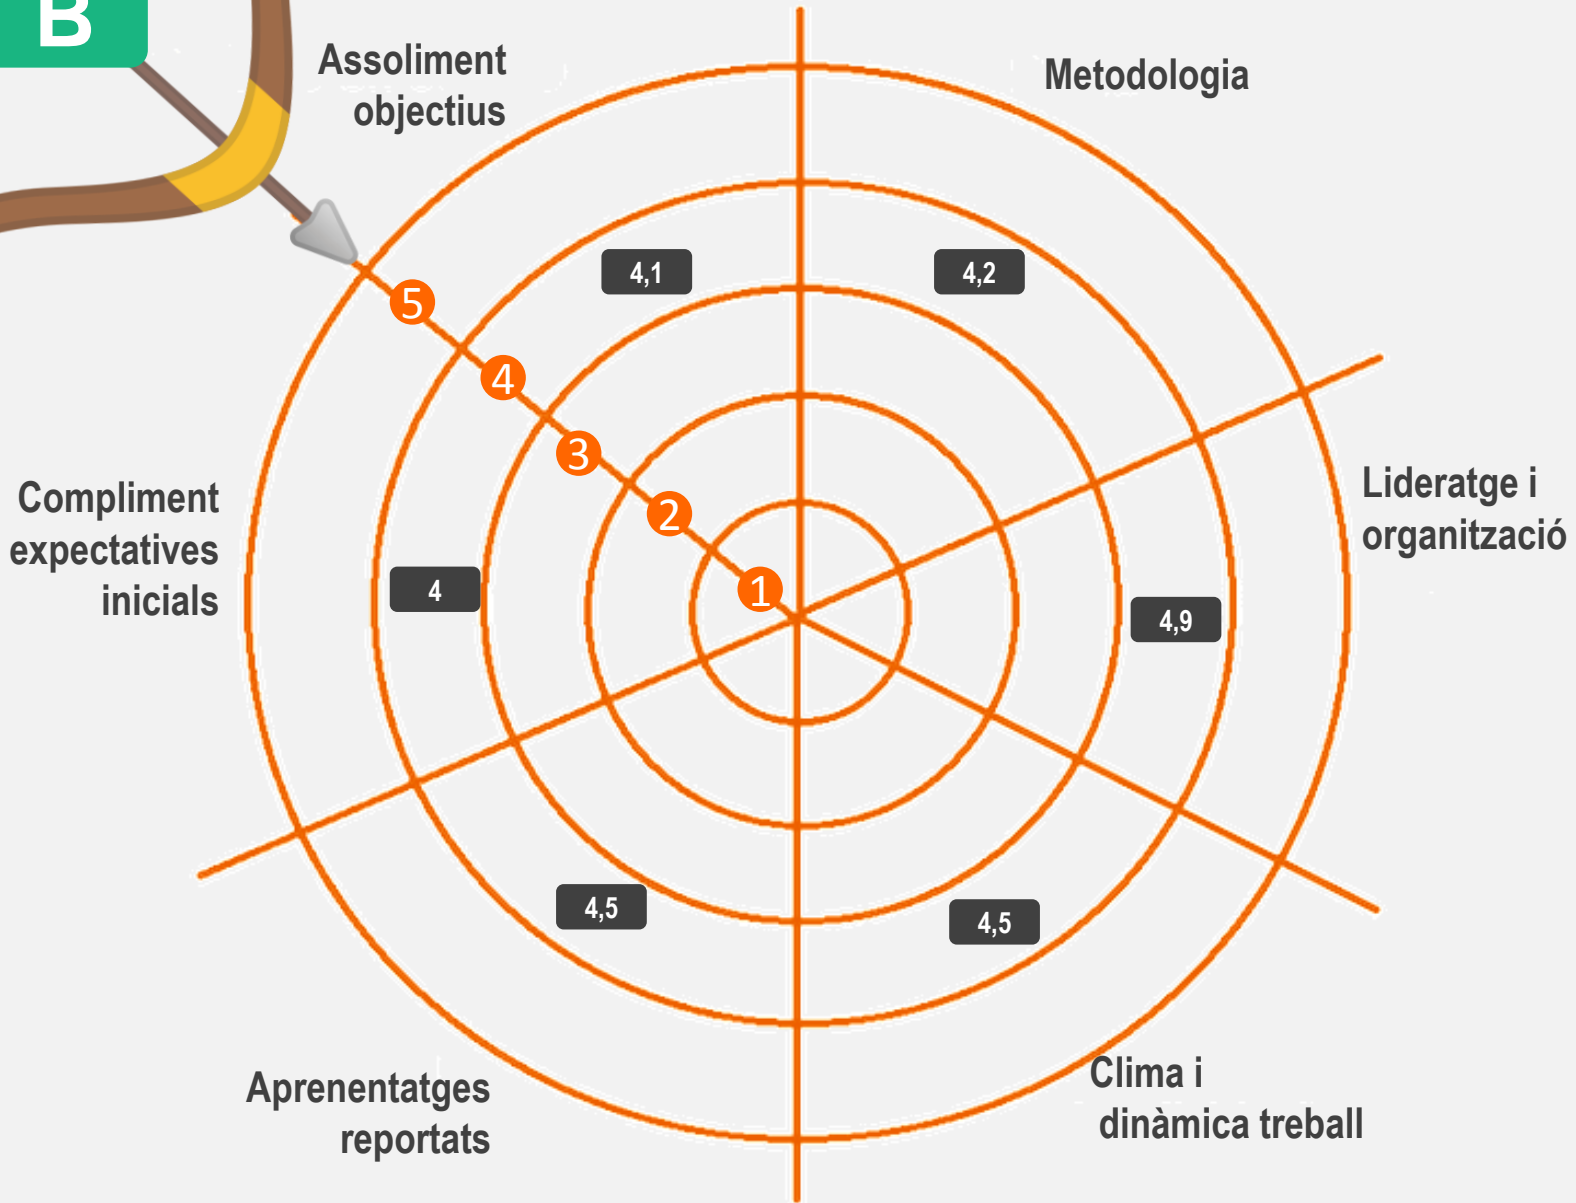 B
Assoliment
objectius
Metodologia
4,1
4,2
5
4
3
2
1
Compliment
expectatives
inicials
4
Lideratge i
organització
4,9
4,5
4,5
Aprenentatges
reportats
Clima i
dinàmica treball